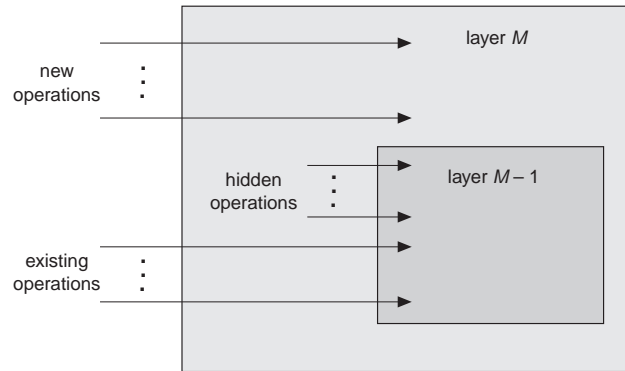 layer M
new
operations
layer M – 1
hidden
operations
existing
operations